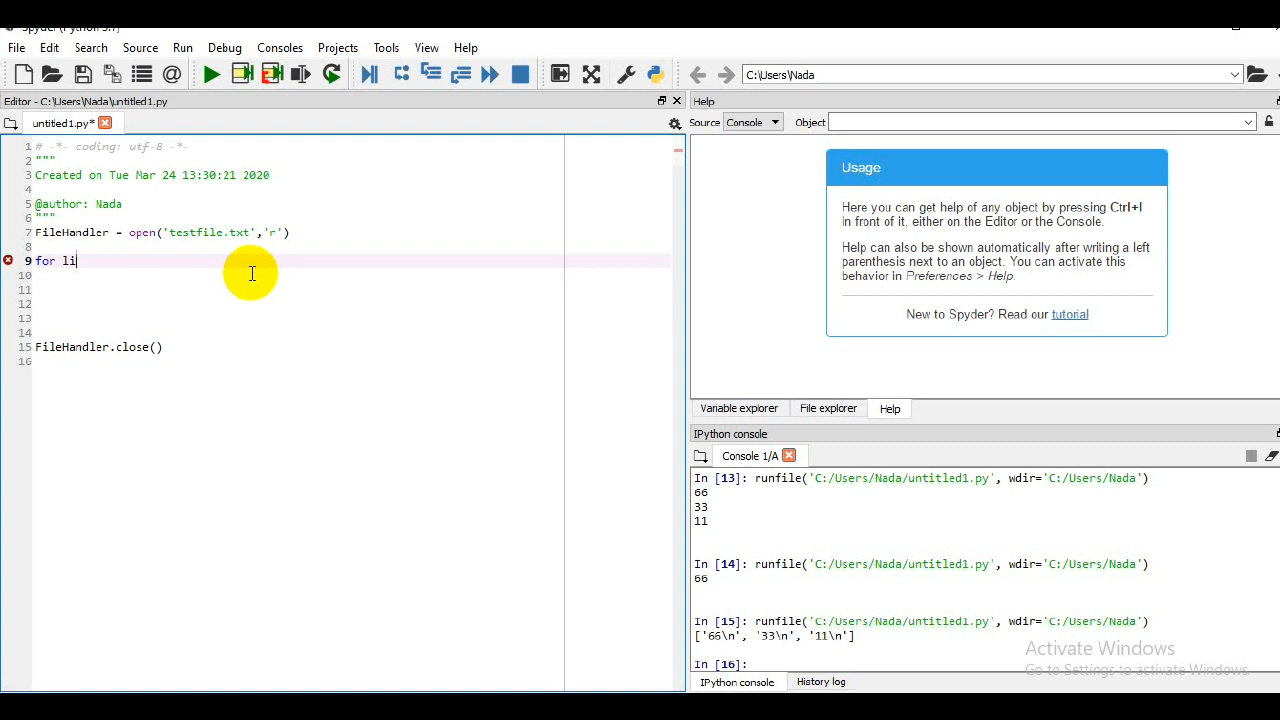 Spyder (Python 3.7)
File Edit Search Source Run Debug Consoles Projects Tools View Help
C:\Users\Nada
Editor - C:\Users\Nada\untitled1.py
untitled1.py*
1 # -*- coding: utf-8 -*-
2 """
3 Created on Tue Mar 24 13:30:21 2020
4
5 @author: Nada
6 """
7 FileHandler = open('testfile.txt','r')
8
9 for li
10
11
12
13
14
15 FileHandler.close()
16
Help
Source Console Object
Usage
Here you can get help of any object by pressing Ctrl+I
in front of it, either on the Editor or the Console.
Help can also be shown automatically after writing a left
parenthesis next to an object. You can activate this
behavior in Preferences > Help.
New to Spyder? Read our tutorial
Variable explorer File explorer Help
IPython console
Console 1/A
In [13]: runfile('C:/Users/Nada/untitled1.py', wdir='C:/Users/Nada')
66
33
11
In [14]: runfile('C:/Users/Nada/untitled1.py', wdir='C:/Users/Nada')
66
In [15]: runfile('C:/Users/Nada/untitled1.py', wdir='C:/Users/Nada')
['66\n', '33\n', '11\n']
In [16]:
Activate Windows
Go to Settings to activate Windows.
IPython console History log